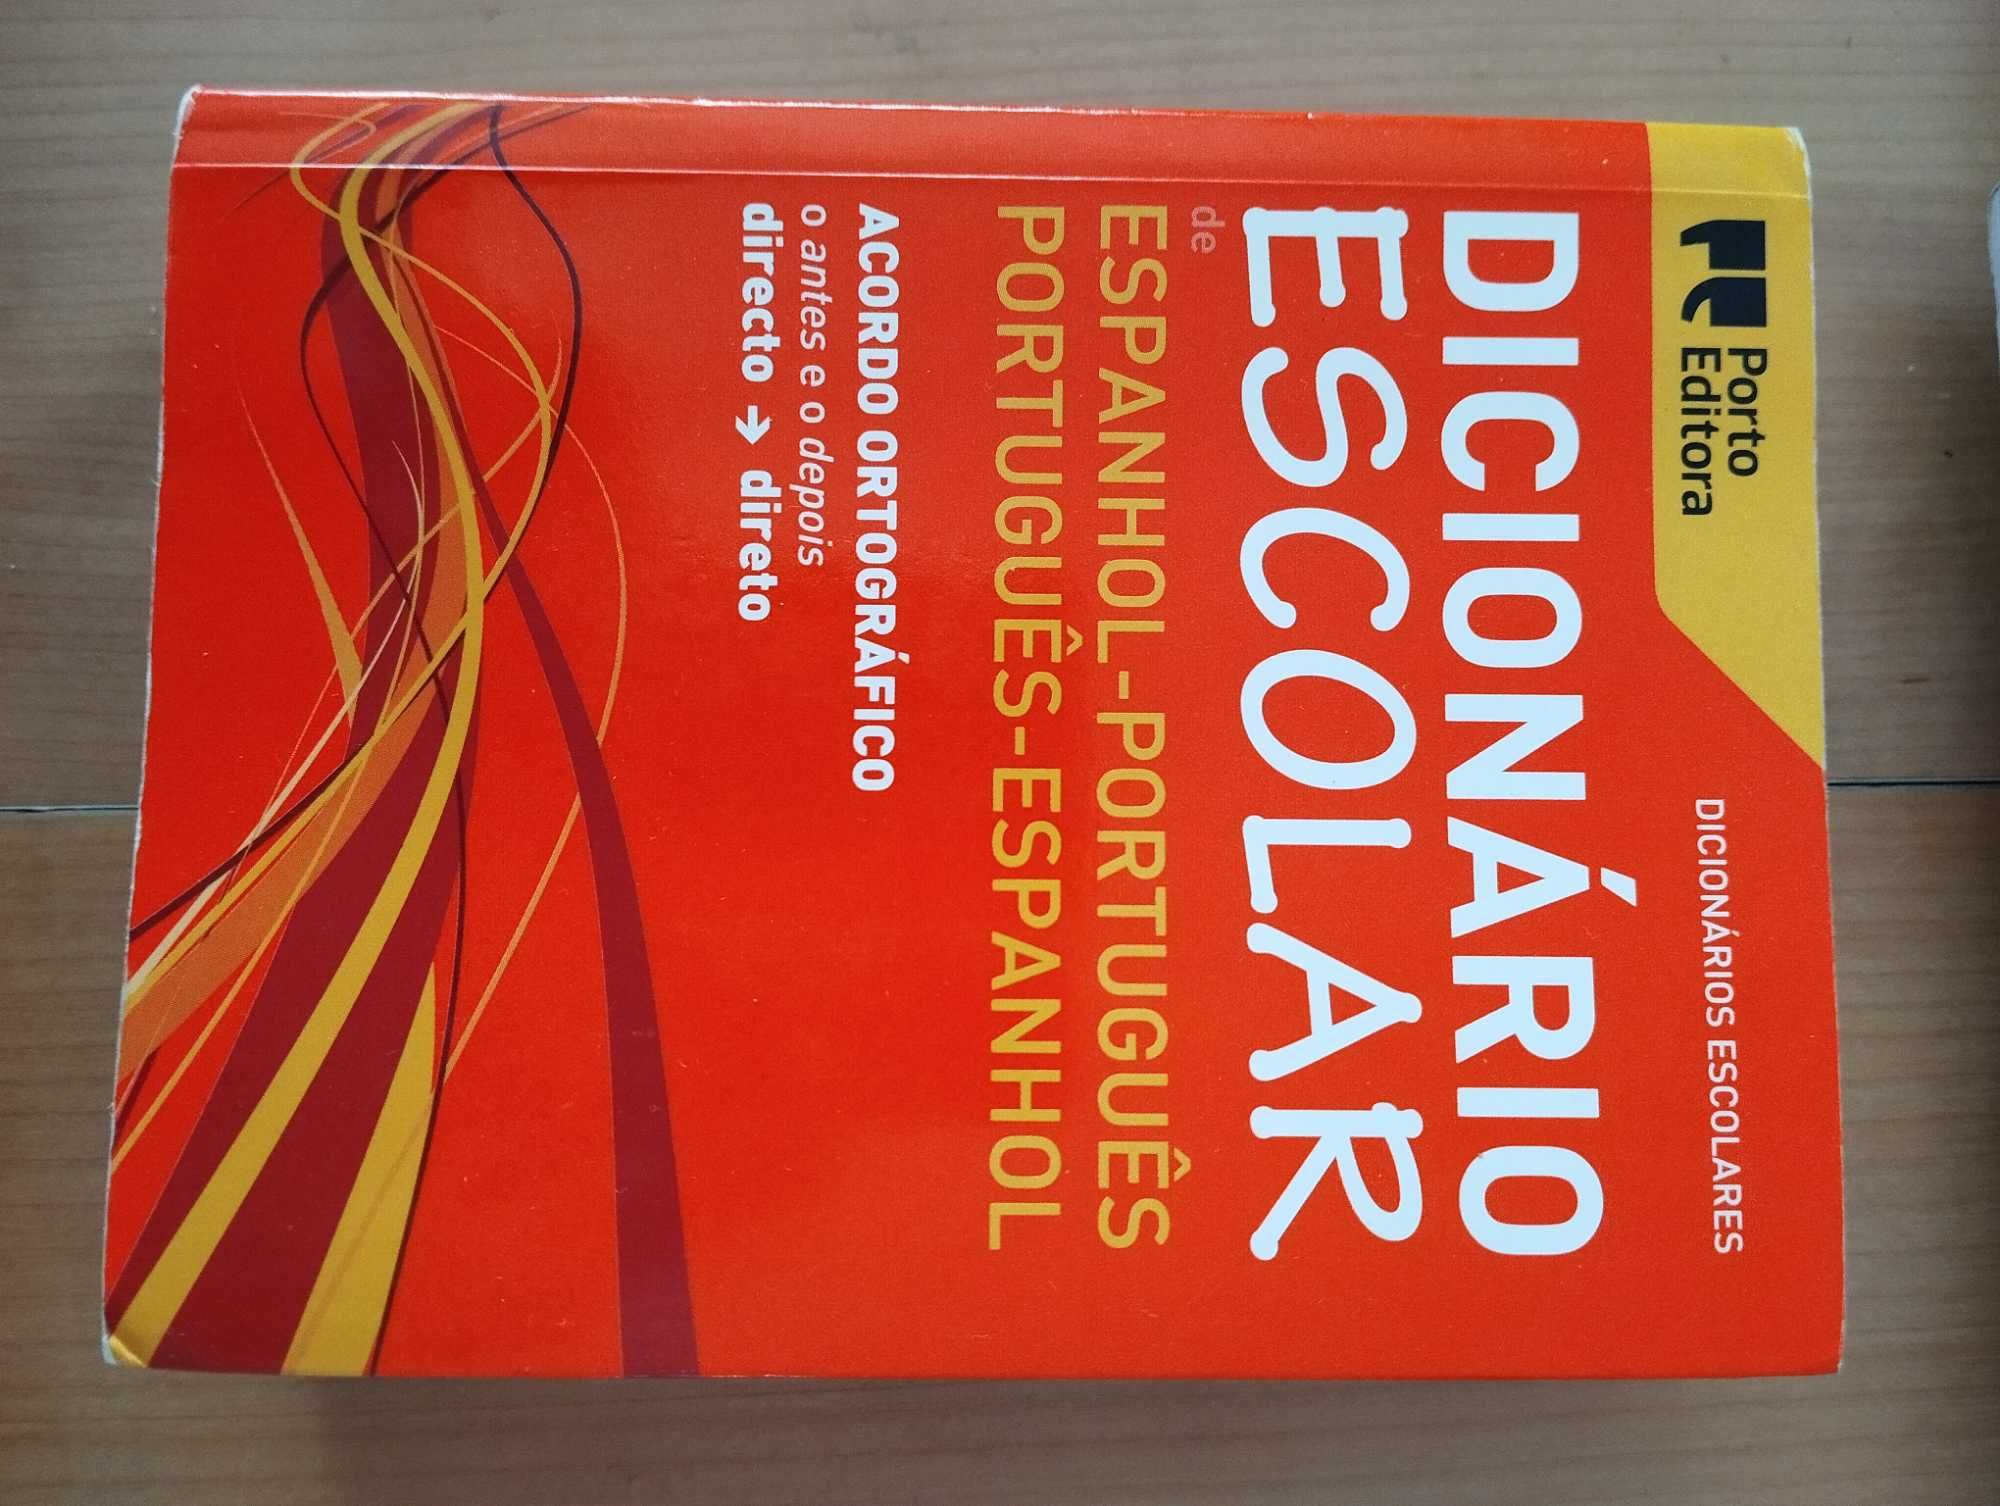 Porto
Editora
DICIONÁRIOS ESCOLARES
DICIONÁRIO
ESCOLAR
de
ESPANHOL-PORTUGUÊS
PORTUGUÊS-ESPANHOL
ACORDO ORTOGRÁFICO
o antes e o depois
directo → direto